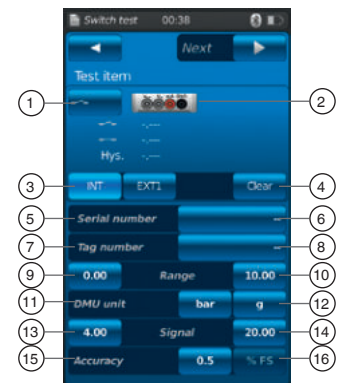 Switch test 00:38
Next
Test item
1
2
-,---
-,---
Hys. -,---
3 INT EXT1 Clear 4
5 Serial number - 6
7 Tag number - 8
9 0.00 Range 10.00 10
11 DMU unit bar g 12
13 4.00 Signal 20.00 14
15 Accuracy 0.5 % FS 16